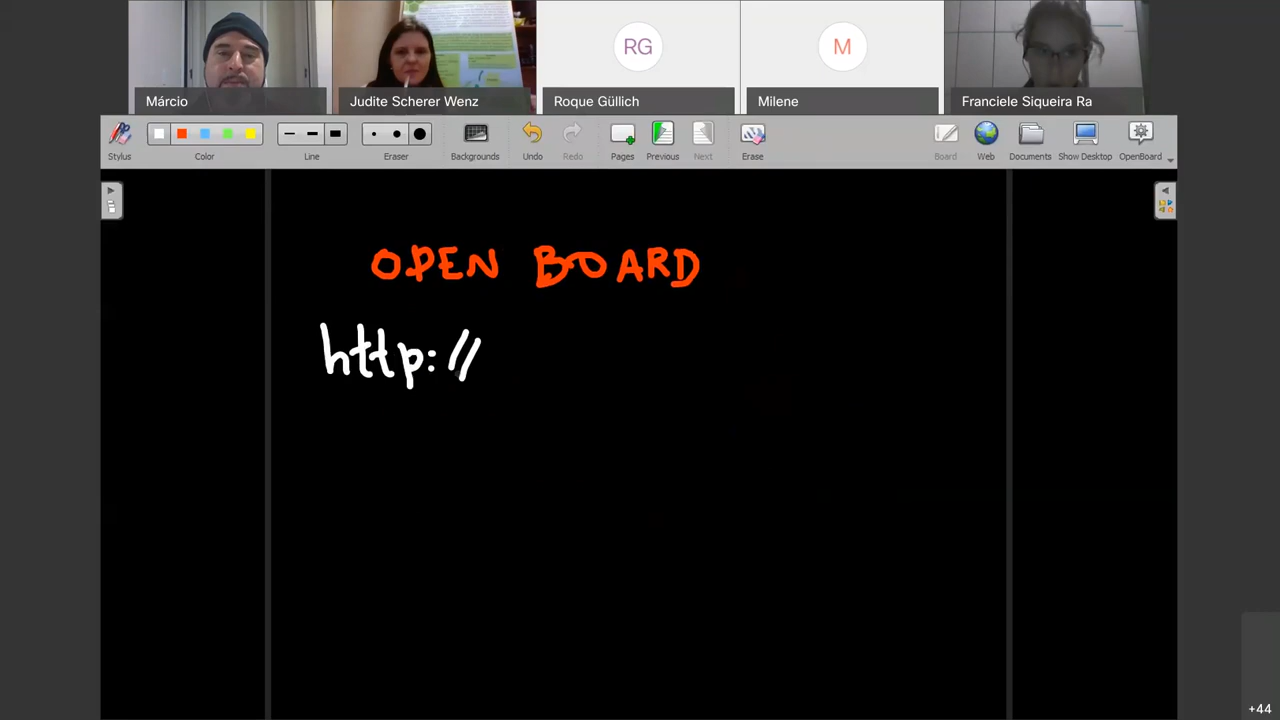 RG
M
Márcio
Judite Scherer Wenz
Roque Güllich
Milene
Franciele Siqueira Ra
Stylus
Color
Line
Eraser
Backgrounds
Undo
Redo
Pages
Previous
Next
Erase
Board
Web
Documents
Show Desktop
OpenBoard
OPEN BOARD
http://
+44